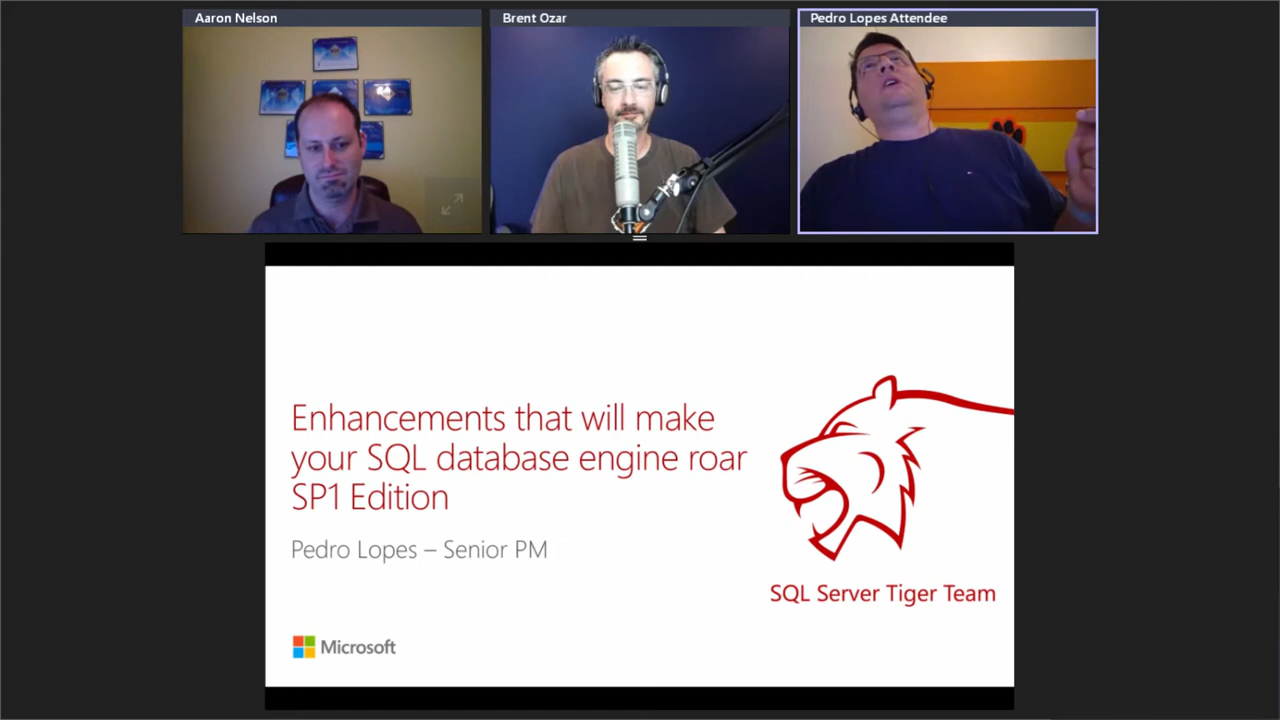 Aaron Nelson
Brent Ozar
Pedro Lopes Attendee
Enhancements that will make
your SQL database engine roar
SP1 Edition
Pedro Lopes – Senior PM
SQL Server Tiger Team
Microsoft